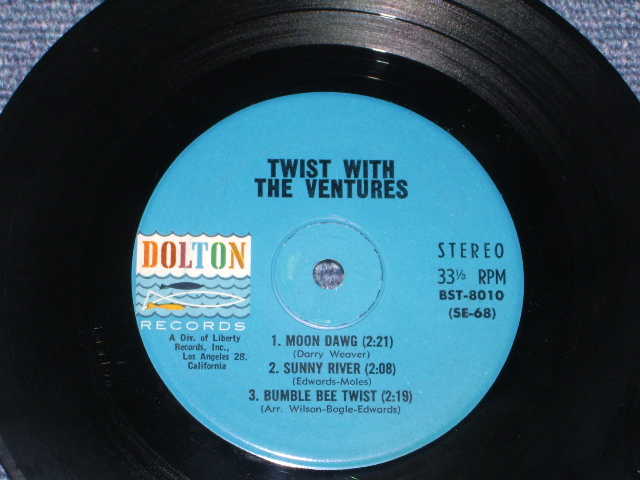 TWIST WITH
THE VENTURES
DOLTON
RECORDS
A Div. of Liberty
Records, Inc.,
Los Angeles 28,
California
STEREO
33⅓ RPM
BST-8010
(SE-68)
1. MOON DAWG (2:21)
(Darry Weaver)
2. SUNNY RIVER (2:08)
(Edwards-Moles)
3. BUMBLE BEE TWIST (2:19)
(Arr. Wilson-Bogle-Edwards)